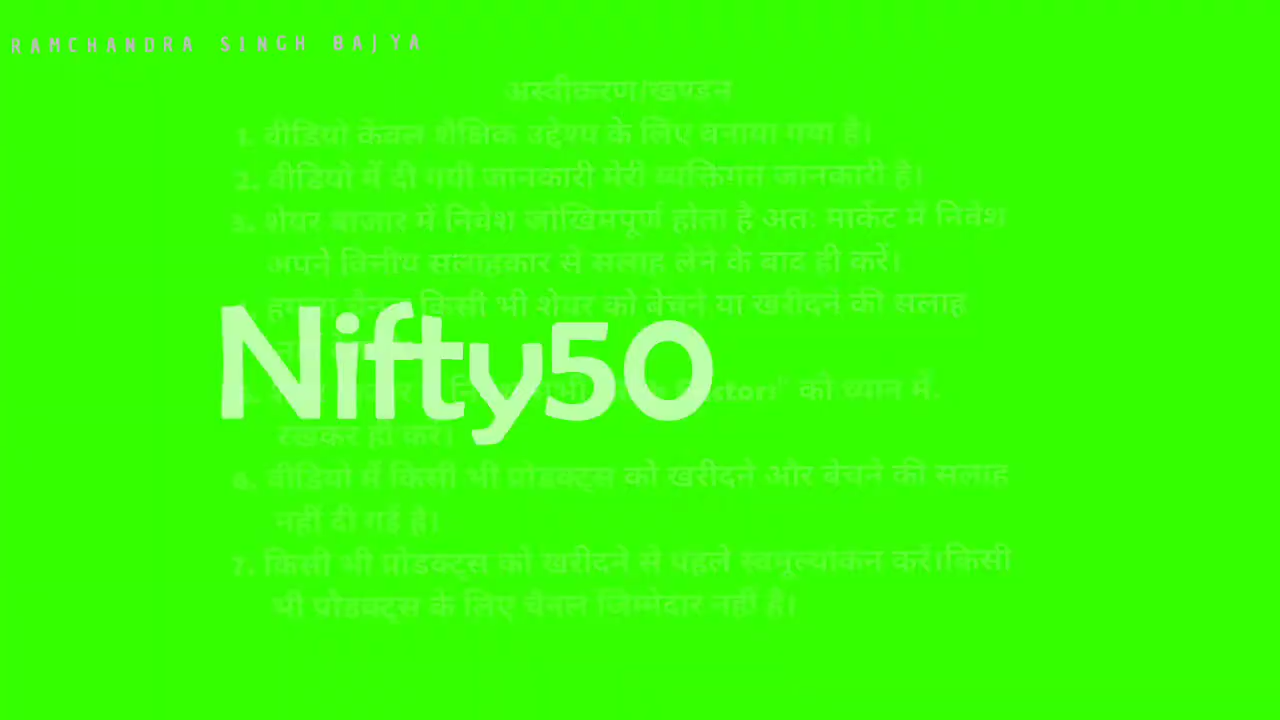 RAMCHANDRA SINGH BAJYA
अस्वीकरण/खण्डन
1. वीडियो केवल शैक्षिक उद्देश्य के लिए बनाया गया है।
2. वीडियो में दी गयी जानकारी मेरी व्यक्तिगत जानकारी है।
3. शेयर बाजार में निवेश जोखिमपूर्ण होता है अतः मार्केट में निवेश
अपने वित्तीय सलाहकार से सलाह लेने के बाद ही करें।
किसी भी शेयर को बेचने या खरीदने की सलाह
Nifty50
को ध्यान में.
रखकर ही करें।
6. वीडियो में किसी भी प्रोडक्ट्स को खरीदने और बेचने की सलाह
नहीं दी गई है।
7. किसी भी प्रोडक्ट्स को खरीदने से पहले स्वमूल्यांकन करें।किसी
भी प्रोडक्ट्स के लिए चैनल जिम्मेदार नहीं है।